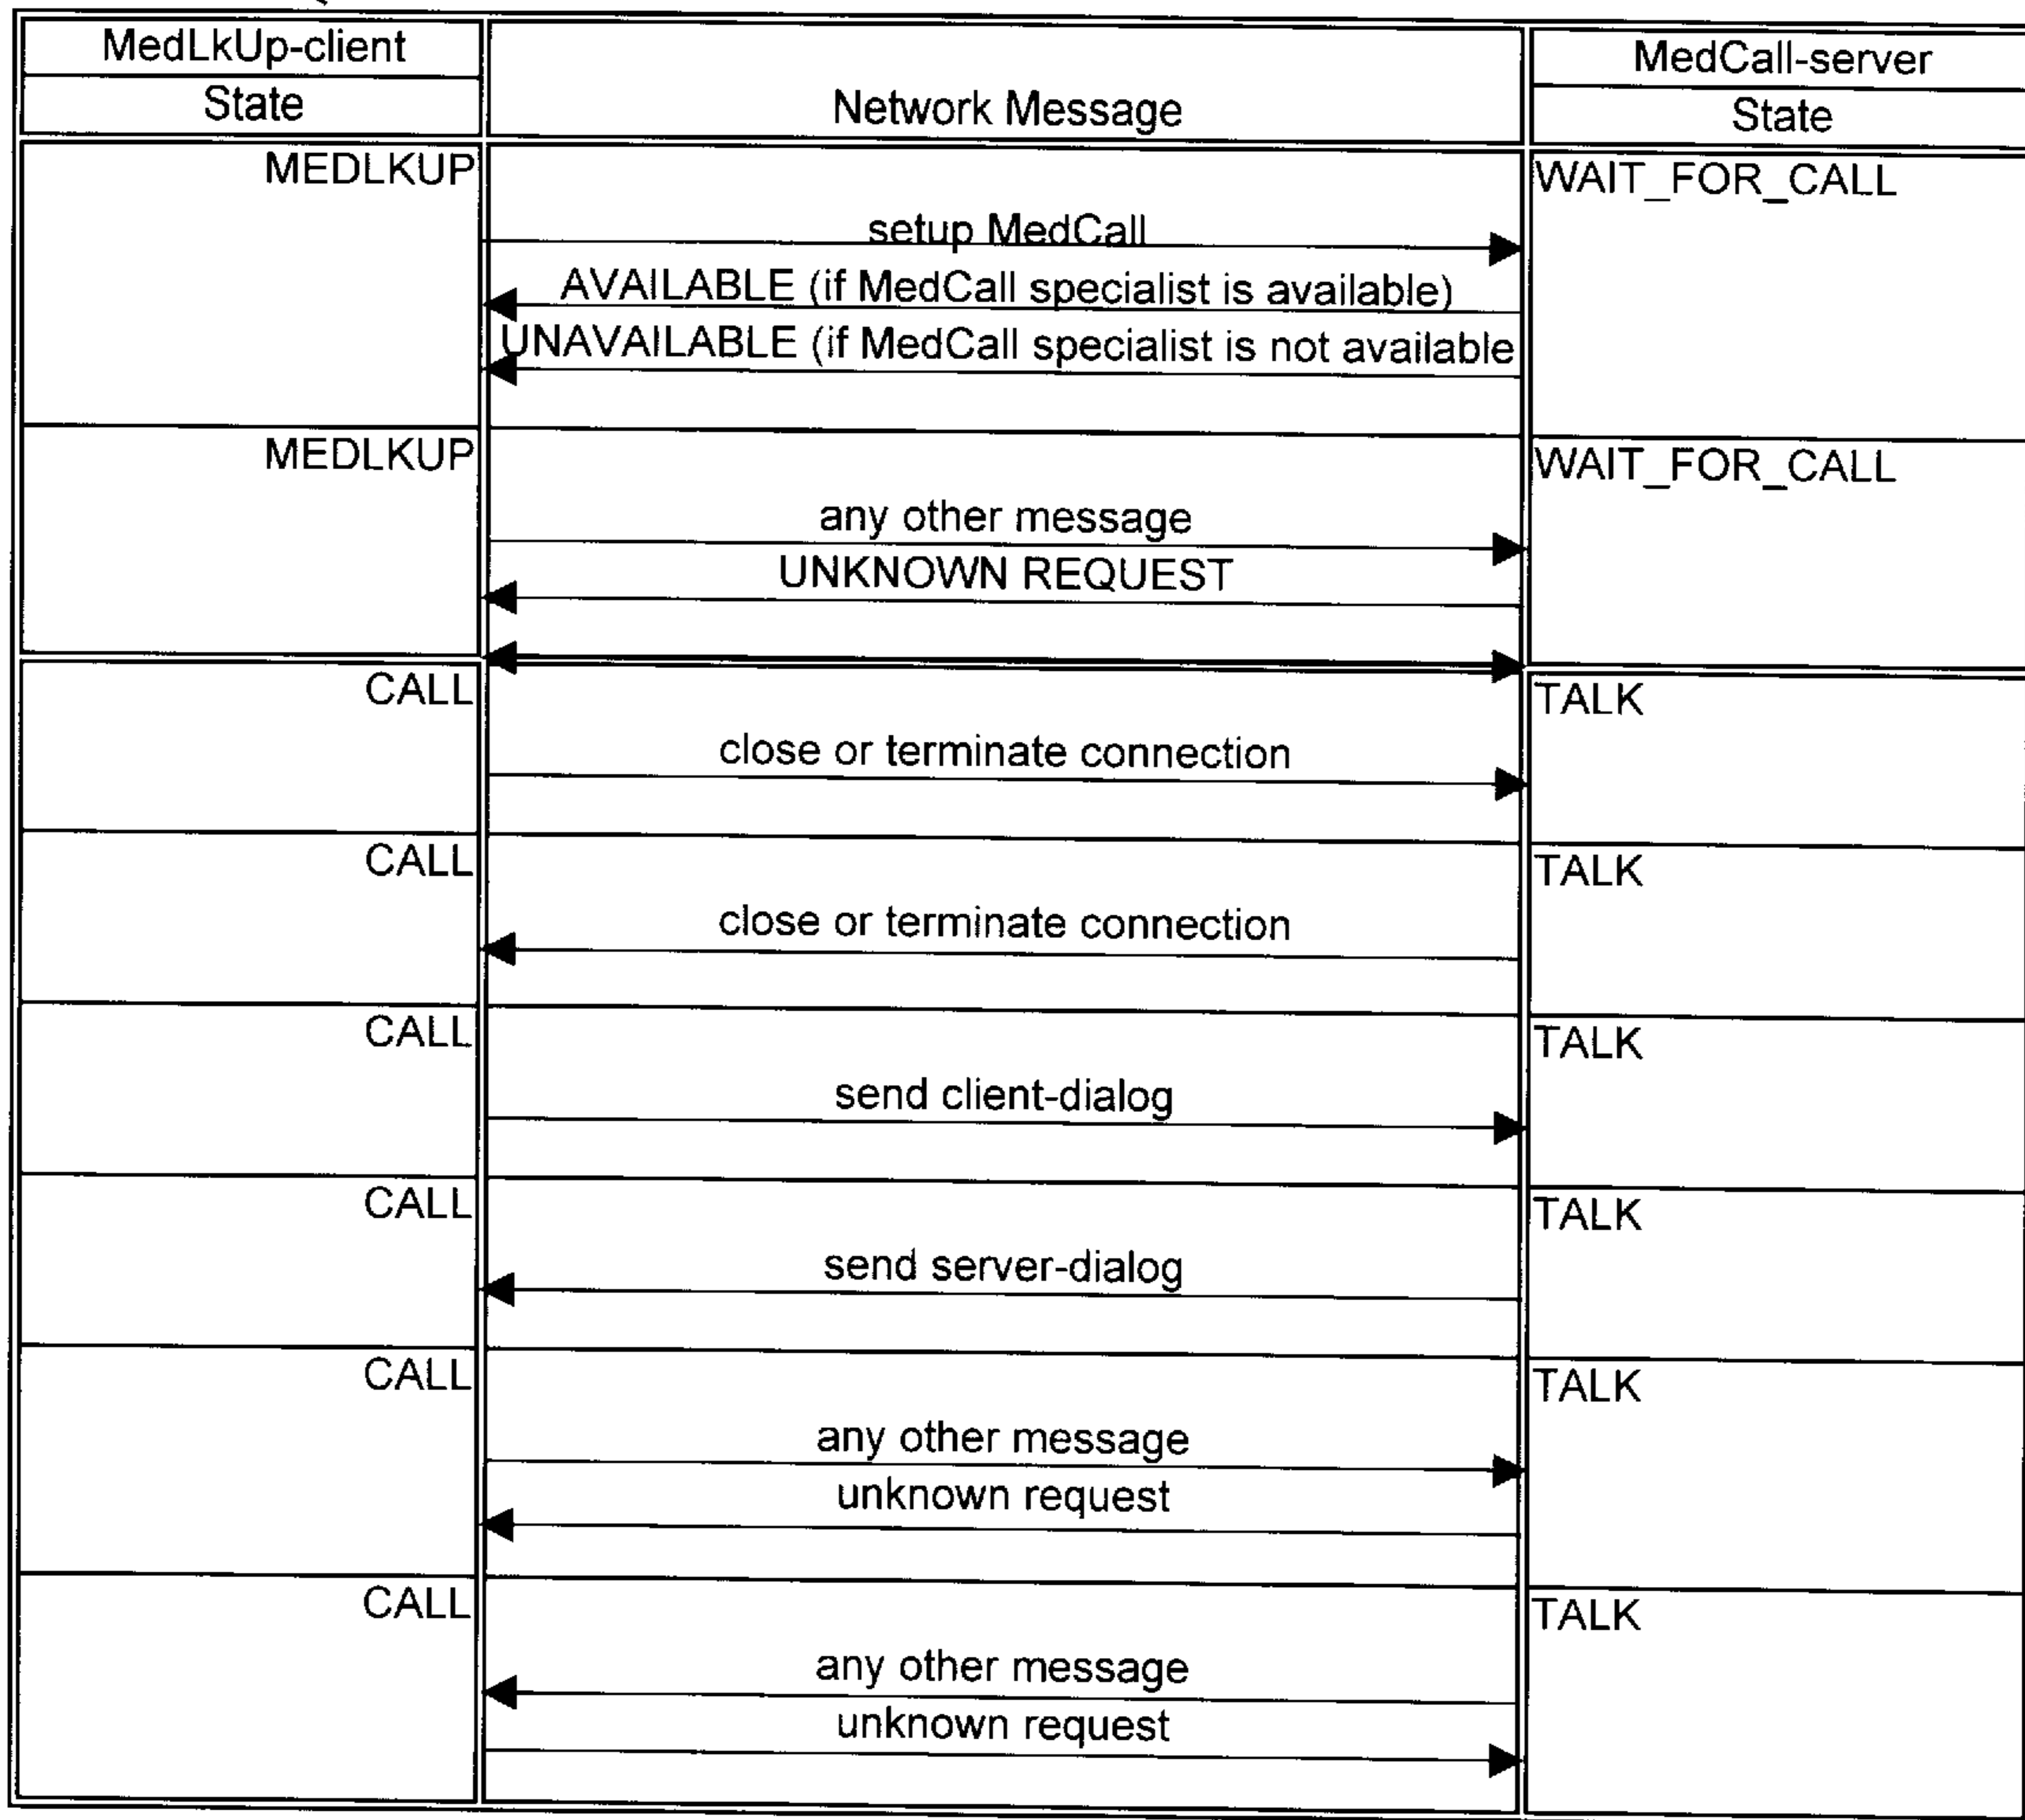 MedLkUp-client
State
Network Message
MedCall-server
State
MEDLKUP
WAIT_FOR_CALL
setup MedCall
AVAILABLE (if MedCall specialist is available)
UNAVAILABLE (if MedCall specialist is not available
MEDLKUP
WAIT_FOR_CALL
any other message
UNKNOWN REQUEST
CALL
TALK
close or terminate connection
CALL
TALK
close or terminate connection
CALL
TALK
send client-dialog
CALL
TALK
send server-dialog
CALL
TALK
any other message
unknown request
CALL
TALK
any other message
unknown request